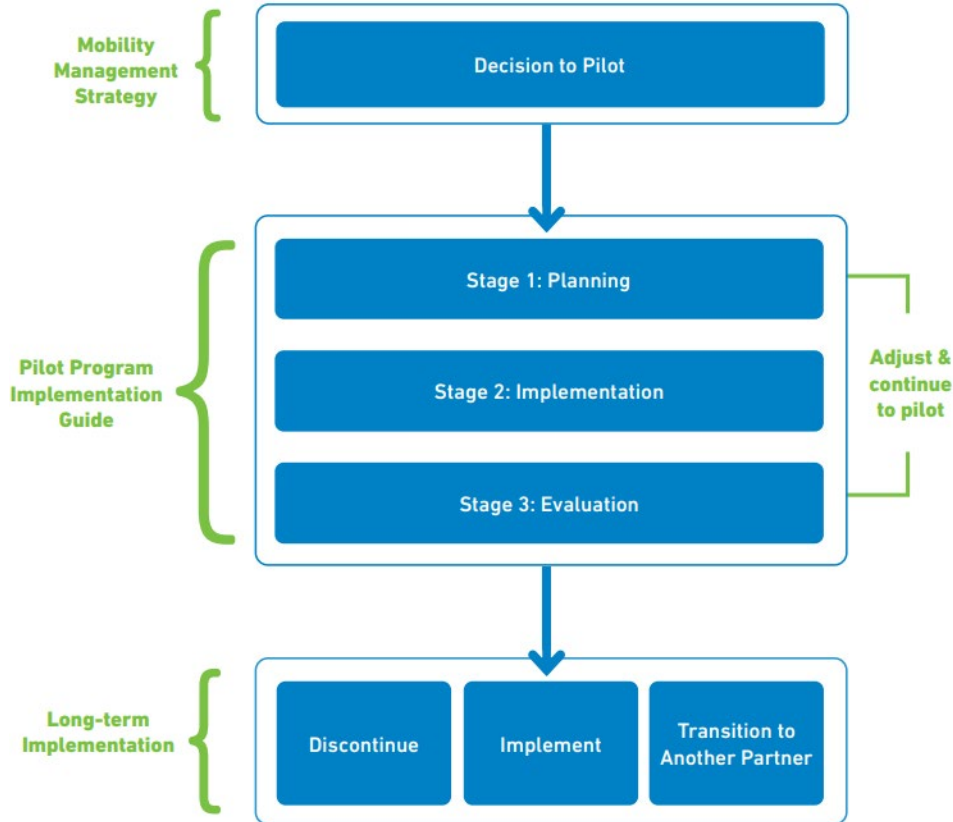 Mobility
Management
Strategy
Decision to Pilot
Pilot Program
Implementation
Guide
Stage 1: Planning
Stage 2: Implementation
Stage 3: Evaluation
Adjust &
continue
to pilot
Long-term
Implementation
Discontinue
Implement
Transition to
Another Partner